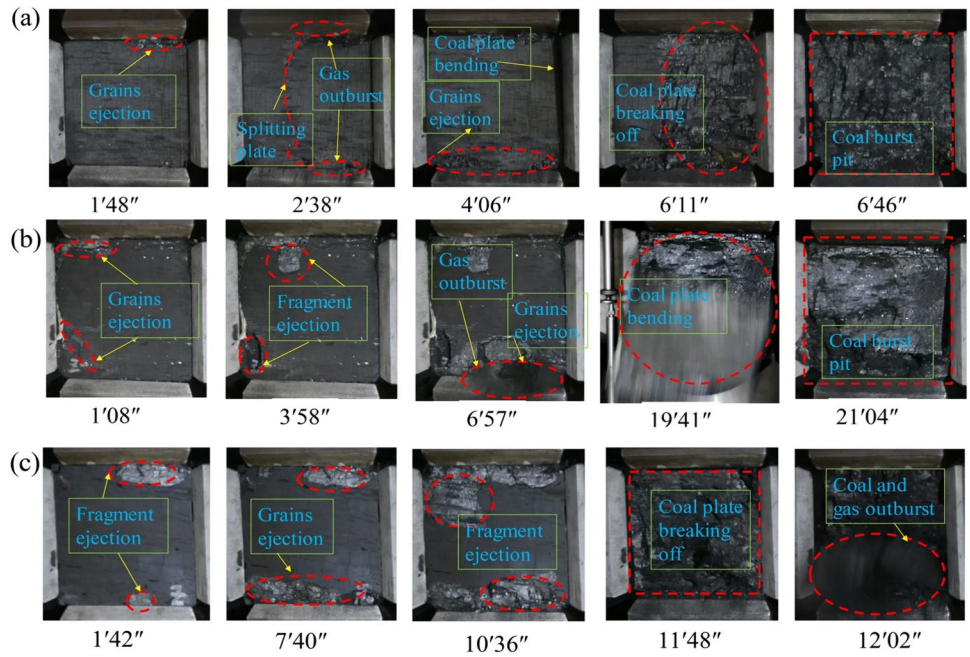 (a)
Grains
ejection
Gas
outburst
Splitting
plate
Coal plate
bending
Grains
ejection
Coal plate
breaking
off
Coal burst
pit
1′48″
2′38″
4′06″
6′11″
6′46″
(b)
Grains
ejection
Fragment
ejection
Gas
outburst
Grains
ejection
Coal plate
bending
Coal burst
pit
1′08″
3′58″
6′57″
19′41″
21′04″
(c)
Fragment
ejection
Grains
ejection
Fragment
ejection
Coal plate
breaking
off
Coal and
gas outburst
1′42″
7′40″
10′36″
11′48″
12′02″